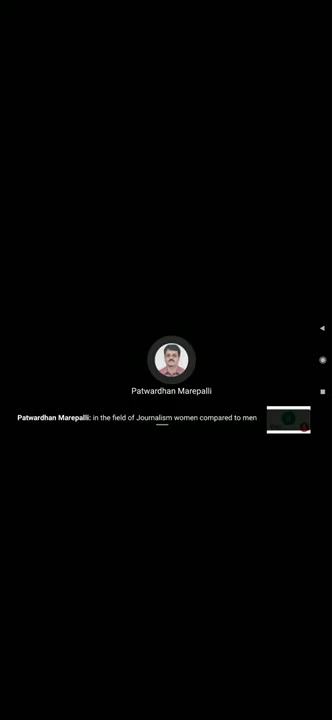 Patwardhan Marepalli
Patwardhan Marepalli: in the field of Journalism women compared to men